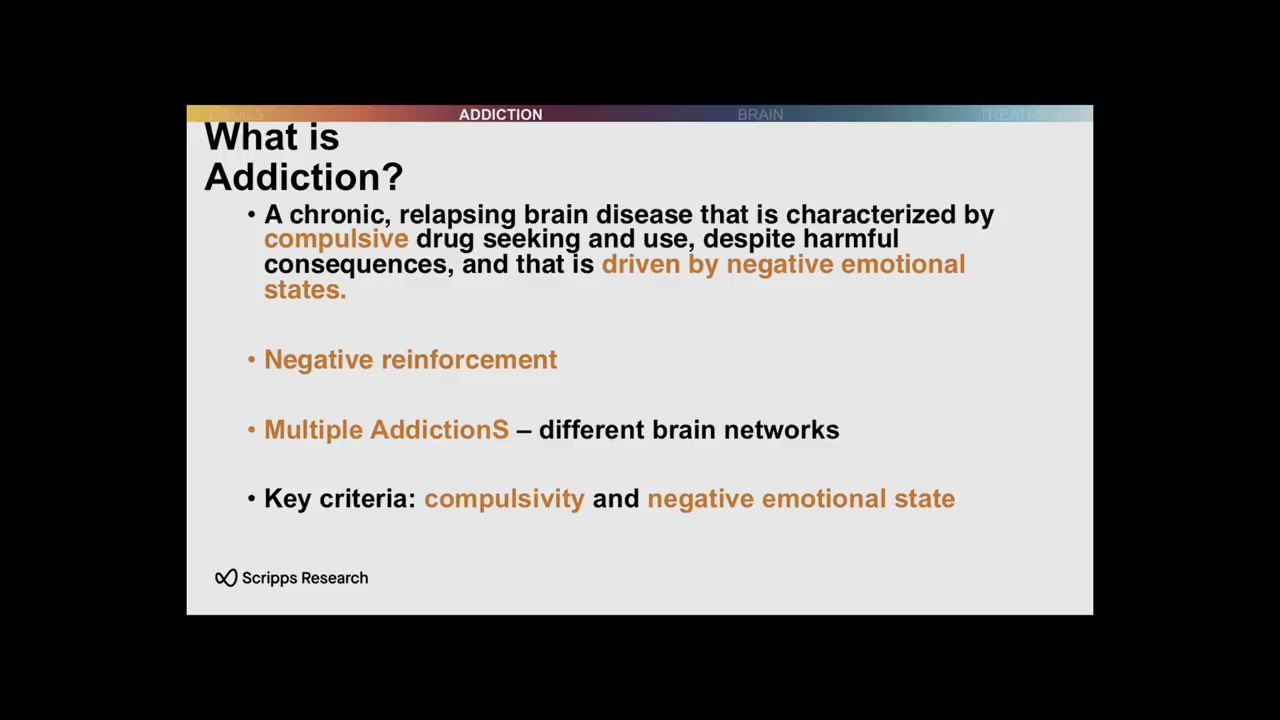 DRUGS
ADDICTION
BRAIN
What is
Addiction?
• A chronic, relapsing brain disease that is characterized by
compulsive drug seeking and use, despite harmful
consequences, and that is driven by negative emotional
states.
• Negative reinforcement
• Multiple AddictionS – different brain networks
• Key criteria: compulsivity and negative emotional state
Scripps Research